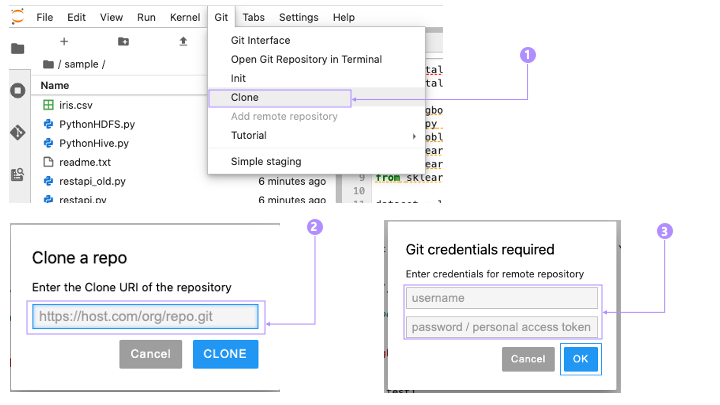 File Edit View Run Kernel Git Tabs Settings Help
Git Interface
Open Git Repository in Terminal
Init
Clone
Add remote repository
Tutorial
Simple staging
1
/ sample /
Name
iris.csv
PythonHDFS.py
PythonHive.py
readme.txt
restapi_old.py 6 minutes ago
restapi.py 6 minutes ago
9 from sklear
10
2
Clone a repo
Enter the Clone URI of the repository
https://host.com/org/repo.git
Cancel CLONE
3
Git credentials required
Enter credentials for remote repository
username
password / personal access token
Cancel OK